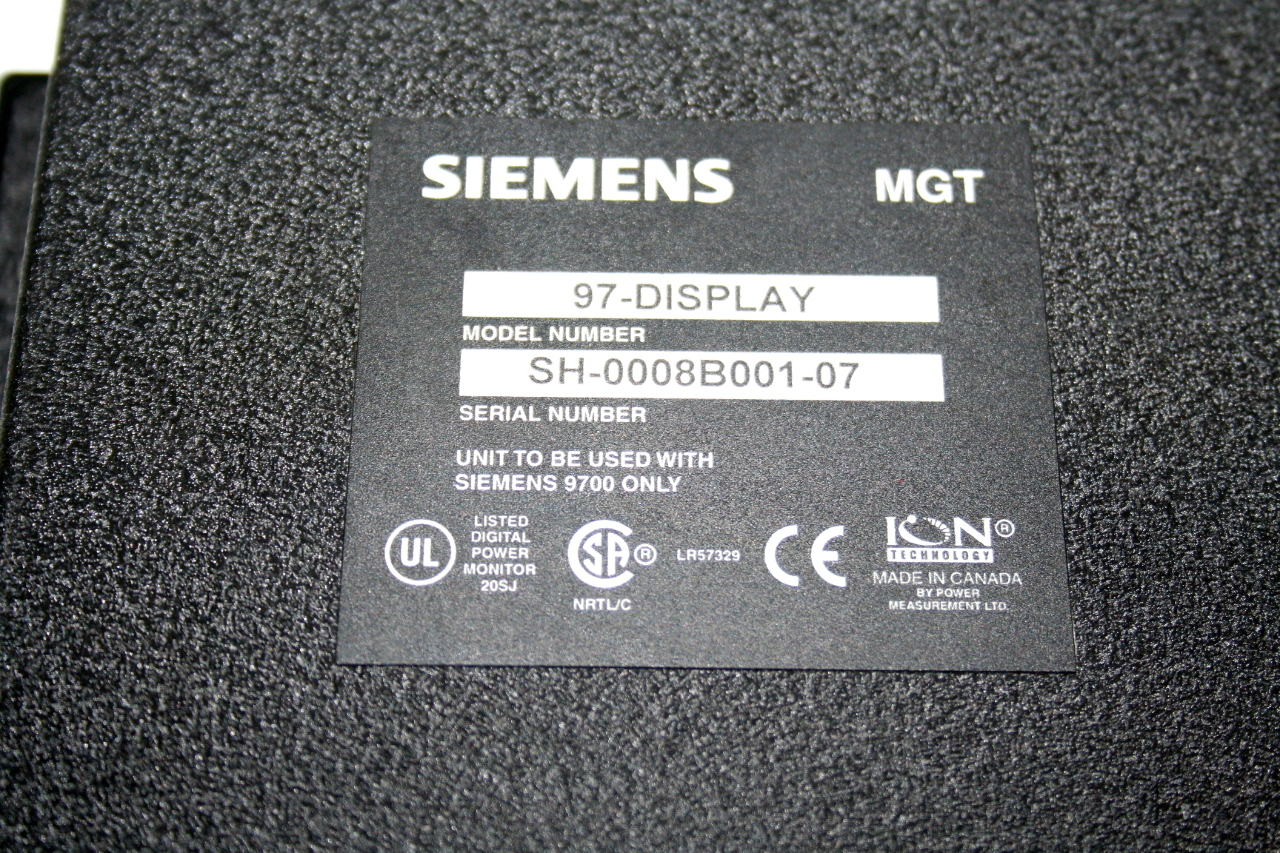 SIEMENS MGT
97-DISPLAY
MODEL NUMBER
SH-0008B001-07
SERIAL NUMBER
UNIT TO BE USED WITH
SIEMENS 9700 ONLY
UL
LISTED
DIGITAL
POWER
MONITOR
20SJ
SA®
NRTL/C
LR57329
CE
ION®
TECHNOLOGY
MADE IN CANADA
BY POWER
MEASUREMENT LTD.